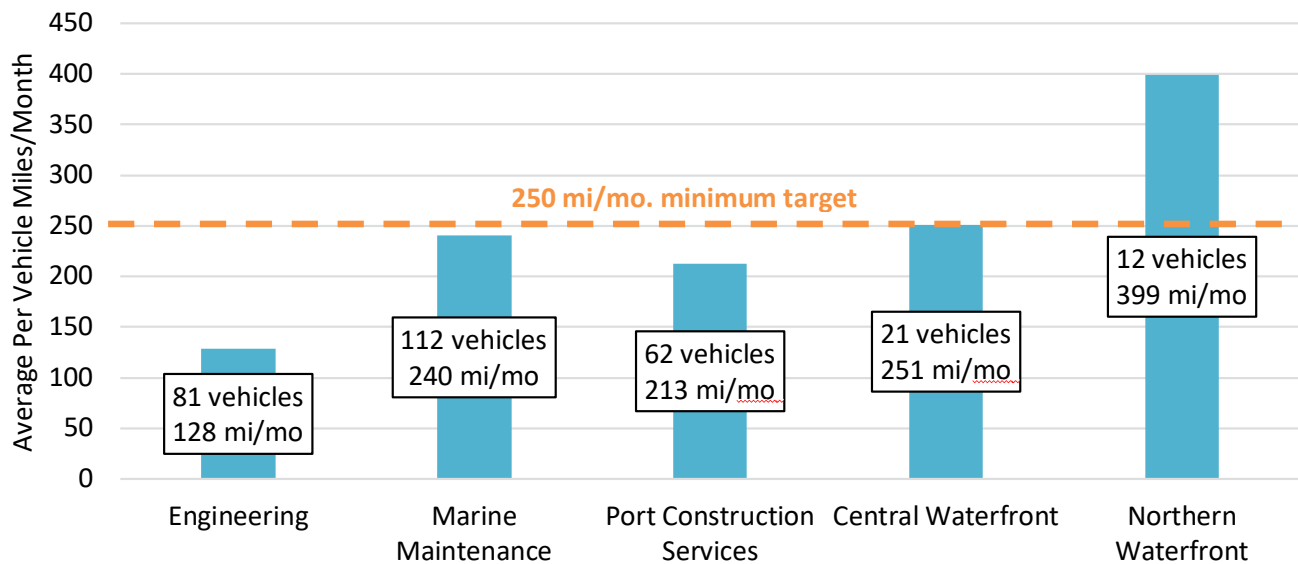 Average Per Vehicle Miles/Month
450
400
350
300
250
200
150
100
50
0
250 mi/mo. minimum target
81 vehicles
128 mi/mo
112 vehicles
240 mi/mo
62 vehicles
213 mi/mo
21 vehicles
251 mi/mo
12 vehicles
399 mi/mo
Engineering
Marine
Maintenance
Port Construction
Services
Central Waterfront
Northern
Waterfront